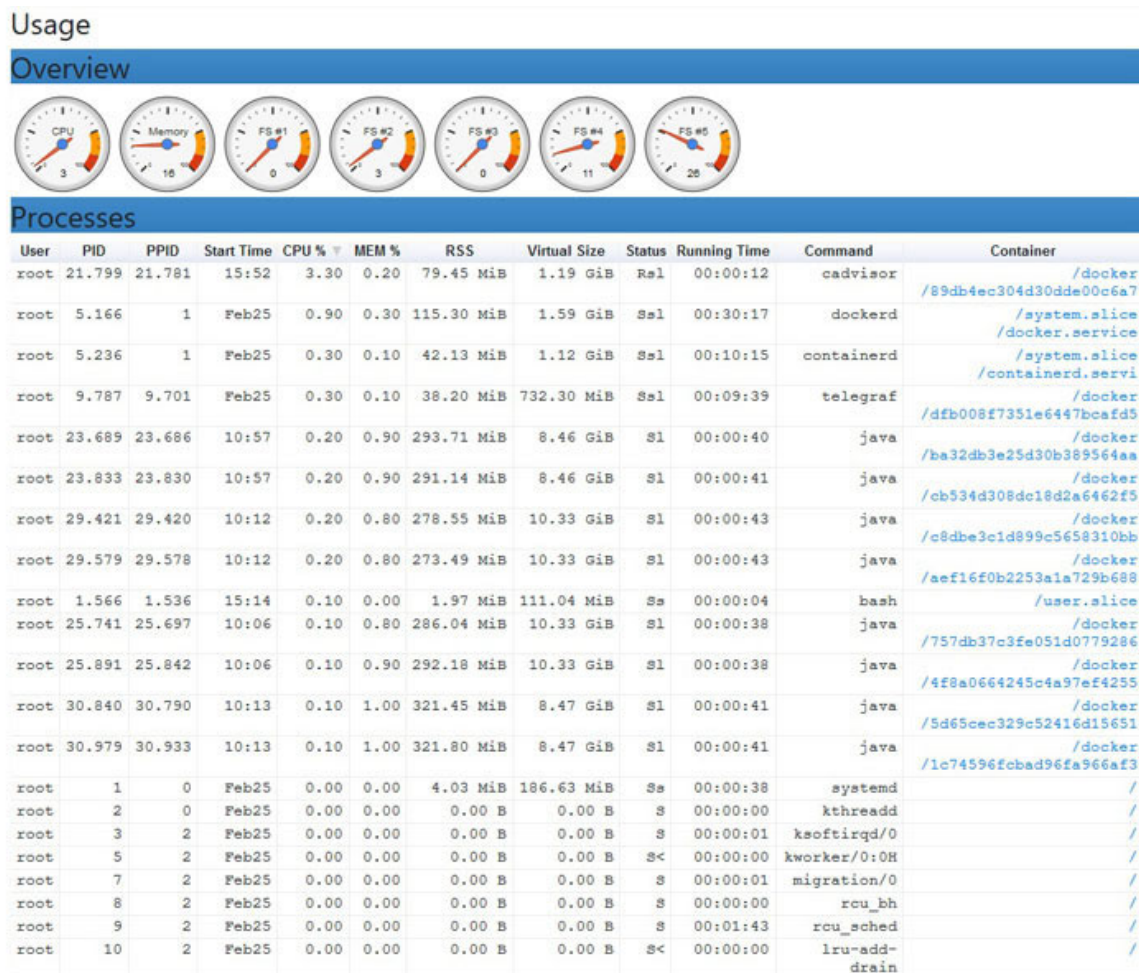 Usage
Overview
CPU Memory FS #1 FS #2 FS #3 FS #4 FS #5
3 16 0 3 0 11 26
Processes
User PID PPID Start Time CPU % ▼ MEM % RSS Virtual Size Status Running Time Command Container
root 21.799 21.781 15:52 3.30 0.20 79.45 MiB 1.19 GiB Rsl 00:00:12 cadvisor /docker
/89db4ec304d30dde00c6a7
root 5.166 1 Feb25 0.90 0.30 115.30 MiB 1.59 GiB Ssl 00:30:17 dockerd /system.slice
/docker.service
root 5.236 1 Feb25 0.30 0.10 42.13 MiB 1.12 GiB Ssl 00:10:15 containerd /system.slice
/containerd.servi
root 9.787 9.701 Feb25 0.30 0.10 38.20 MiB 732.30 MiB Ssl 00:09:39 telegraf /docker
/dfb008f7351e6447bcafd5
root 23.689 23.686 10:57 0.20 0.90 293.71 MiB 8.46 GiB Sl 00:00:40 java /docker
/ba32db3e25d30b389564aa
root 23.833 23.830 10:57 0.20 0.90 291.14 MiB 8.46 GiB Sl 00:00:41 java /docker
/cb534d308dc18d2a6462f5
root 29.421 29.420 10:12 0.20 0.80 278.55 MiB 10.33 GiB Sl 00:00:43 java /docker
/c8dbe3c1d899c5658310bb
root 29.579 29.578 10:12 0.20 0.80 273.49 MiB 10.33 GiB Sl 00:00:43 java /docker
/aef16f0b2253a1a729b688
root 1.566 1.536 15:14 0.10 0.00 1.97 MiB 111.04 MiB Ss 00:00:04 bash /user.slice
root 25.741 25.697 10:06 0.10 0.80 286.04 MiB 10.33 GiB Sl 00:00:38 java /docker
/757db37c3fe051d0779286
root 25.891 25.842 10:06 0.10 0.90 292.18 MiB 10.33 GiB Sl 00:00:38 java /docker
/4f8a0664245c4a97ef4255
root 30.840 30.790 10:13 0.10 1.00 321.45 MiB 8.47 GiB Sl 00:00:41 java /docker
/5d65cec329c52416d15651
root 30.979 30.933 10:13 0.10 1.00 321.80 MiB 8.47 GiB Sl 00:00:41 java /docker
/1c74596fcbad96fa966af3
root 1 0 Feb25 0.00 0.00 4.03 MiB 186.63 MiB Ss 00:00:38 systemd /
root 2 0 Feb25 0.00 0.00 0.00 B 0.00 B S 00:00:00 kthreadd /
root 3 2 Feb25 0.00 0.00 0.00 B 0.00 B S 00:00:01 ksoftirqd/0 /
root 5 2 Feb25 0.00 0.00 0.00 B 0.00 B S< 00:00:00 kworker/0:0H /
root 7 2 Feb25 0.00 0.00 0.00 B 0.00 B S 00:00:01 migration/0 /
root 8 2 Feb25 0.00 0.00 0.00 B 0.00 B S 00:00:00 rcu_bh /
root 9 2 Feb25 0.00 0.00 0.00 B 0.00 B S 00:01:43 rcu_sched /
root 10 2 Feb25 0.00 0.00 0.00 B 0.00 B S< 00:00:00 lru-add- /
drain